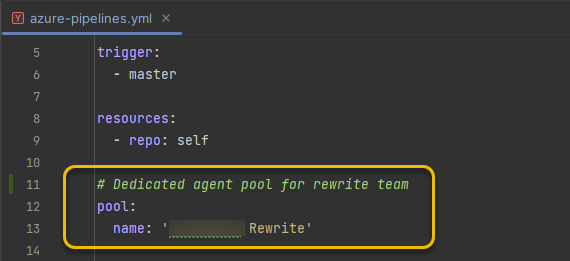 Y azure-pipelines.yml ×
5 trigger:
6 - master
7
8 resources:
9 - repo: self
10
11 # Dedicated agent pool for rewrite team
12 pool:
13 name: ' Rewrite'
14